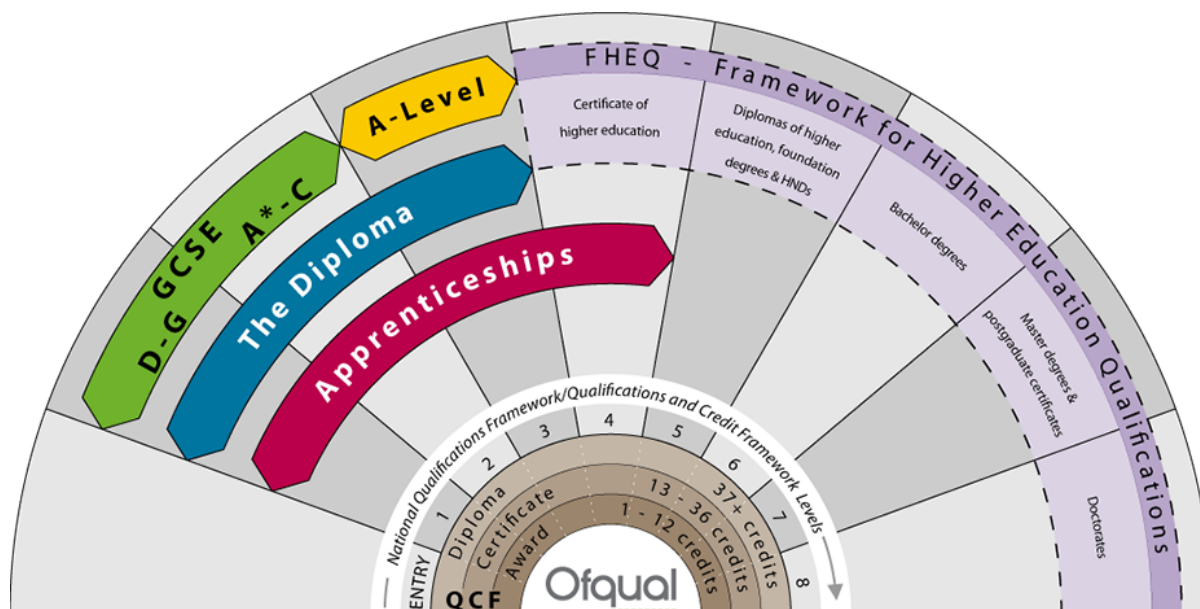 FHEQ - Framework for Higher Education Qualifications
A-Level
GCSE
D-G A*-C
The Diploma
Apprenticeships
Certificate of
higher education
Diplomas of higher
education, foundation
degrees & HNDs
Bachelor degrees
Master degrees &
postgraduate certificates
Doctorates
National Qualifications Framework/Qualifications and Credit Framework Levels
ENTRY
1
2
3
4
5
6
7
8
Diploma
37+ credits
Certificate
13 - 36 credits
Award
1 - 12 credits
QCF
Ofqual